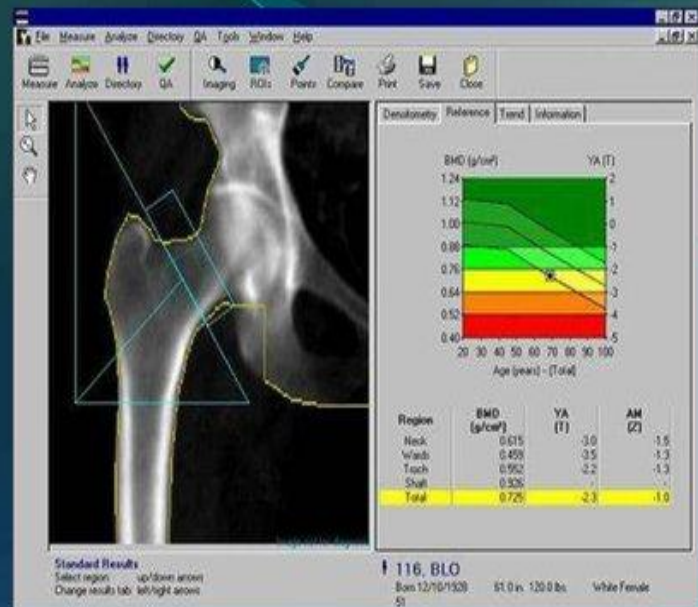 File Measure Analyze Directory QA Tools Window Help
Measure Analyze Directory QA Imaging ROIs Points Compare Print Save Close
Densitometry Reference Trend Information
BMD (g/cm²) YA (T)
1.24 2
1.12 1
1.00 0
0.88 -1
0.76 -2
0.64 -3
0.52 -4
0.40 -5
20 30 40 50 60 70 80 90 100
Age (years) - (Total)
Region BMD (g/cm²) YA (T) AM (Z)
Neck 0.615 -3.0 -1.5
Wards 0.459 -3.5 -1.3
Troch 0.552 -2.2 -1.3
Shaft 0.926 - -
Total 0.725 -2.3 -1.0
Standard Results
Select region up/down arrows
Change results tab left/right arrows
116, BLO
Born 12/10/1928 61.0 in. 120.0 lbs. White Female
51